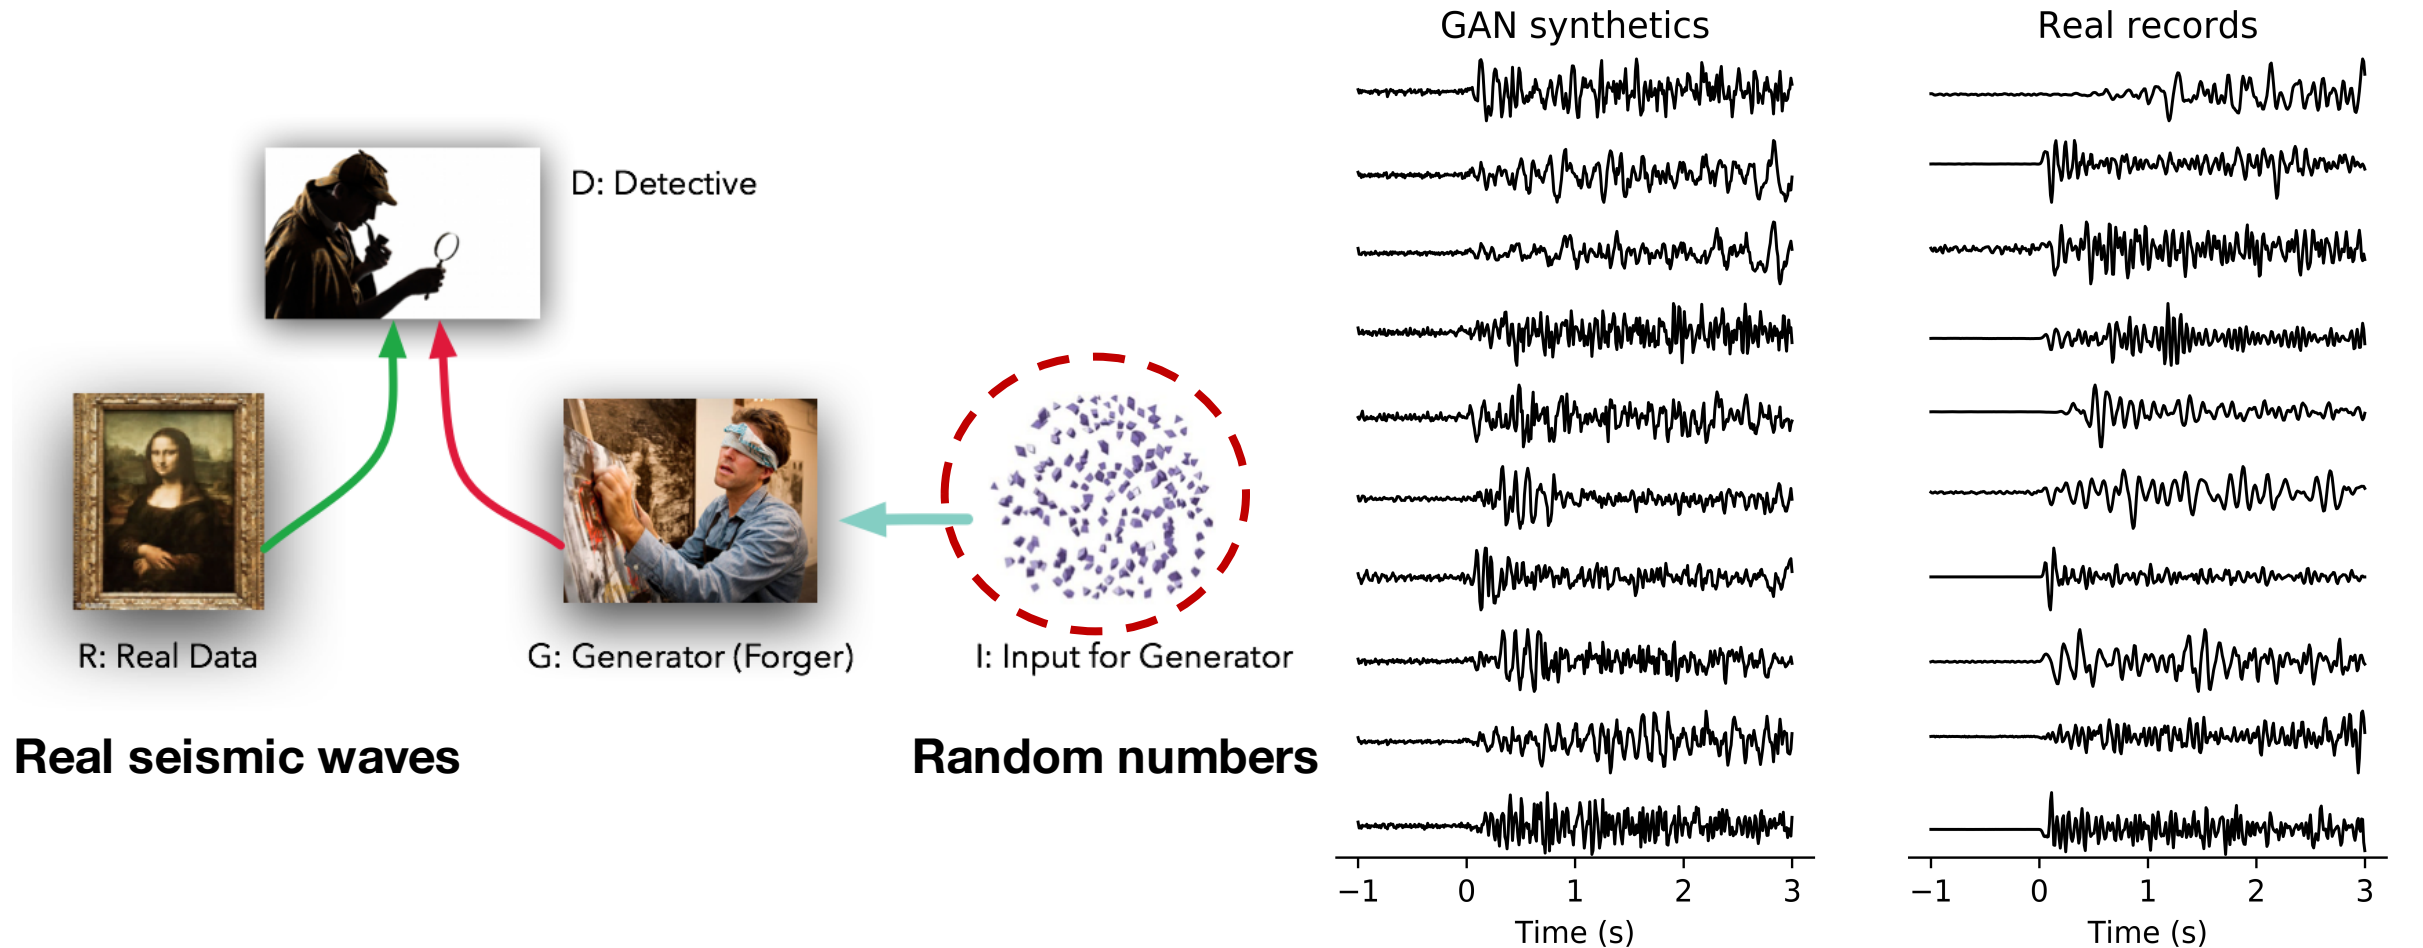 D: Detective
R: Real Data
G: Generator (Forger)
I: Input for Generator
Real seismic waves
Random numbers
GAN synthetics
−1 0 1 2 3
Time (s)
Real records
−1 0 1 2 3
Time (s)